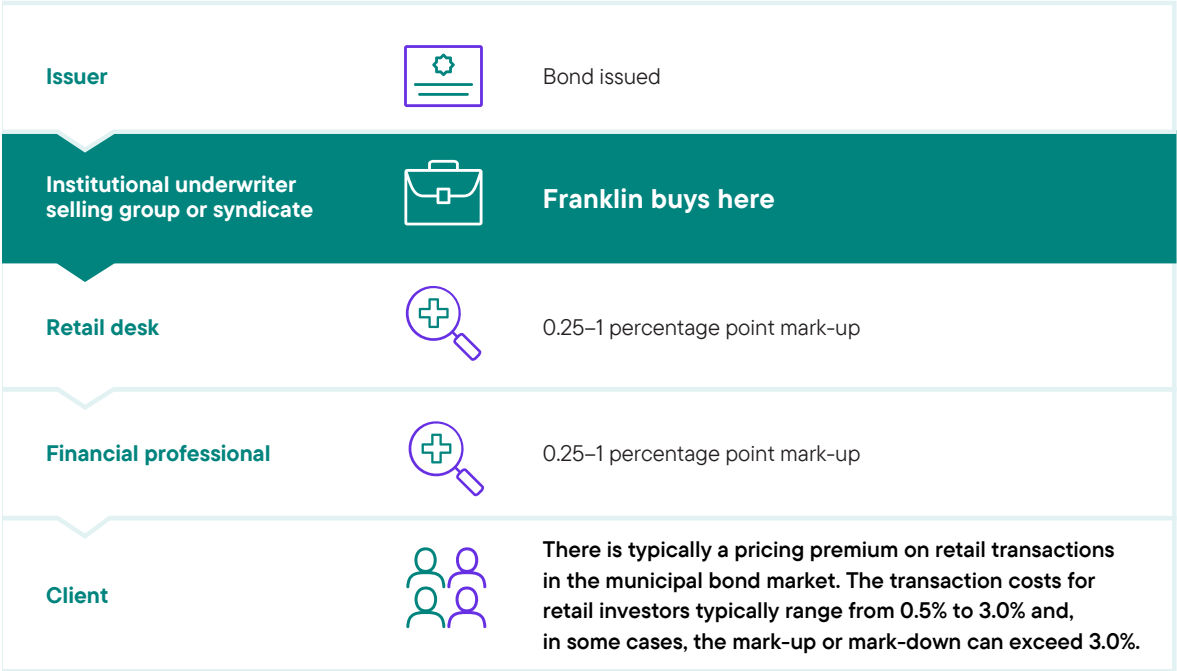 Issuer
Bond issued
Institutional underwriter
selling group or syndicate
Franklin buys here
Retail desk
0.25–1 percentage point mark-up
Financial professional
0.25–1 percentage point mark-up
Client
There is typically a pricing premium on retail transactions
in the municipal bond market. The transaction costs for
retail investors typically range from 0.5% to 3.0% and,
in some cases, the mark-up or mark-down can exceed 3.0%.